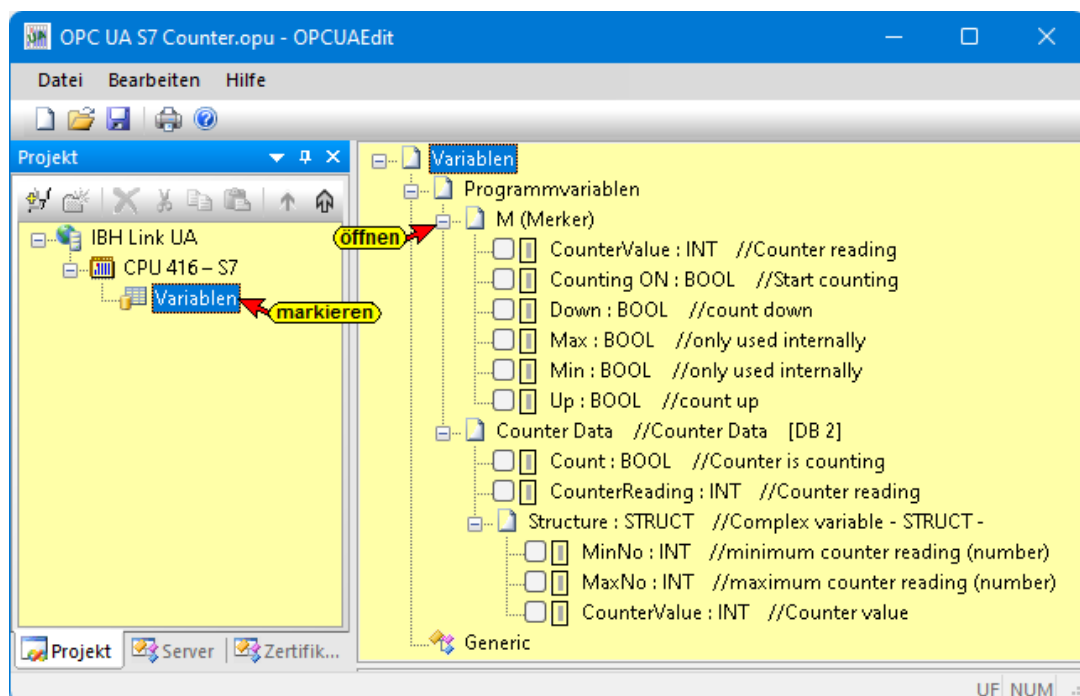 OPC UA S7 Counter.opu - OPCUAEdit
Datei Bearbeiten Hilfe
Projekt
IBH Link UA
CPU 416 – S7
Variablen
markieren
öffnen
Variablen
Programmvariablen
M (Merker)
CounterValue : INT //Counter reading
Counting ON : BOOL //Start counting
Down : BOOL //count down
Max : BOOL //only used internally
Min : BOOL //only used internally
Up : BOOL //count up
Counter Data //Counter Data [DB 2]
Count : BOOL //Counter is counting
CounterReading : INT //Counter reading
Structure : STRUCT //Complex variable - STRUCT -
MinNo : INT //minimum counter reading (number)
MaxNo : INT //maximum counter reading (number)
CounterValue : INT //Counter value
Generic
Projekt Server Zertifik...
UF NUM